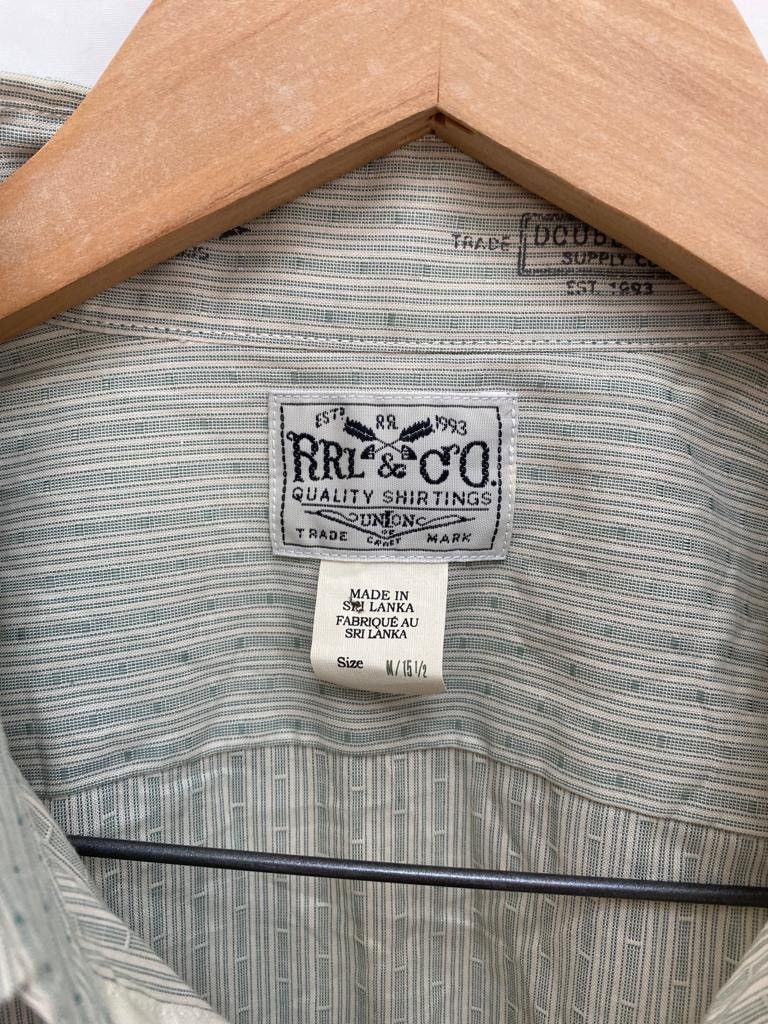 TRADE
SUPPLY
EST. 1993
ESTD RR 1993
RRL & CO.
QUALITY SHIRTINGS
UNION
TRADE MARK
MADE IN
SRI LANKA
FABRIQUÉ AU
SRI LANKA
Size M/15 1/2